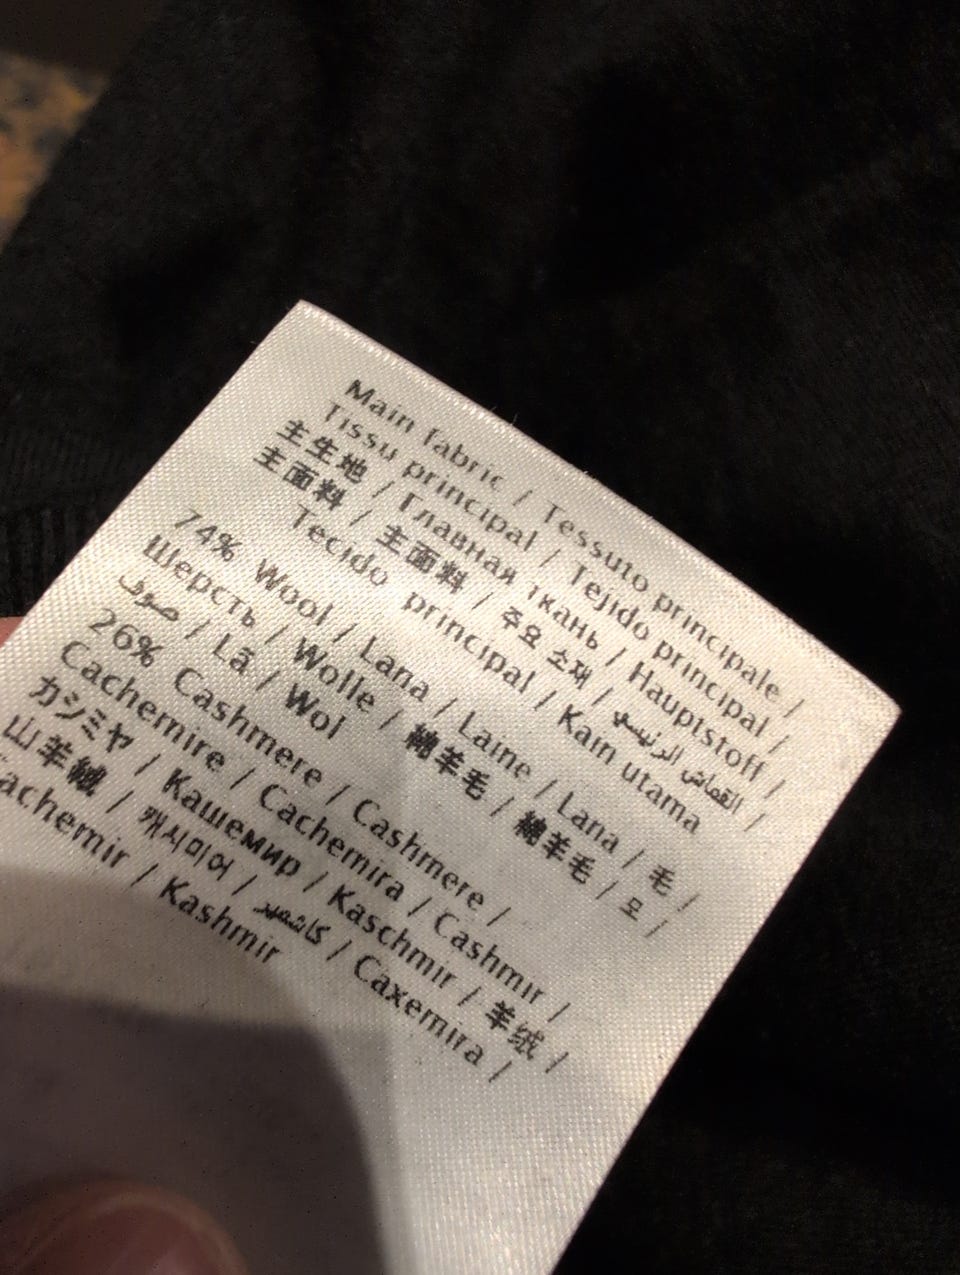 Main fabric / Tessuto principale /
Tissu principal / Tejido principal /
主生地 / Главная ткань / Hauptstoff /
主面料 / 主面料 / 주요 소재 / القماش الرئيسي /
Tecido principal / Kain utama
74% Wool / Lana / Laine / Lana / 毛 /
Шерсть / Wolle / 綿羊毛 / 綿羊毛 / 모 /
صوف / Lã / Wol
26% Cashmere / Cashmere /
Cachemire / Cachemira / Cashmir /
カシミヤ / Кашемир / Kaschmir / 羊绒 /
山羊絨 / 캐시미어 / كاشمير / Caxemira /
achemir / Kashmir